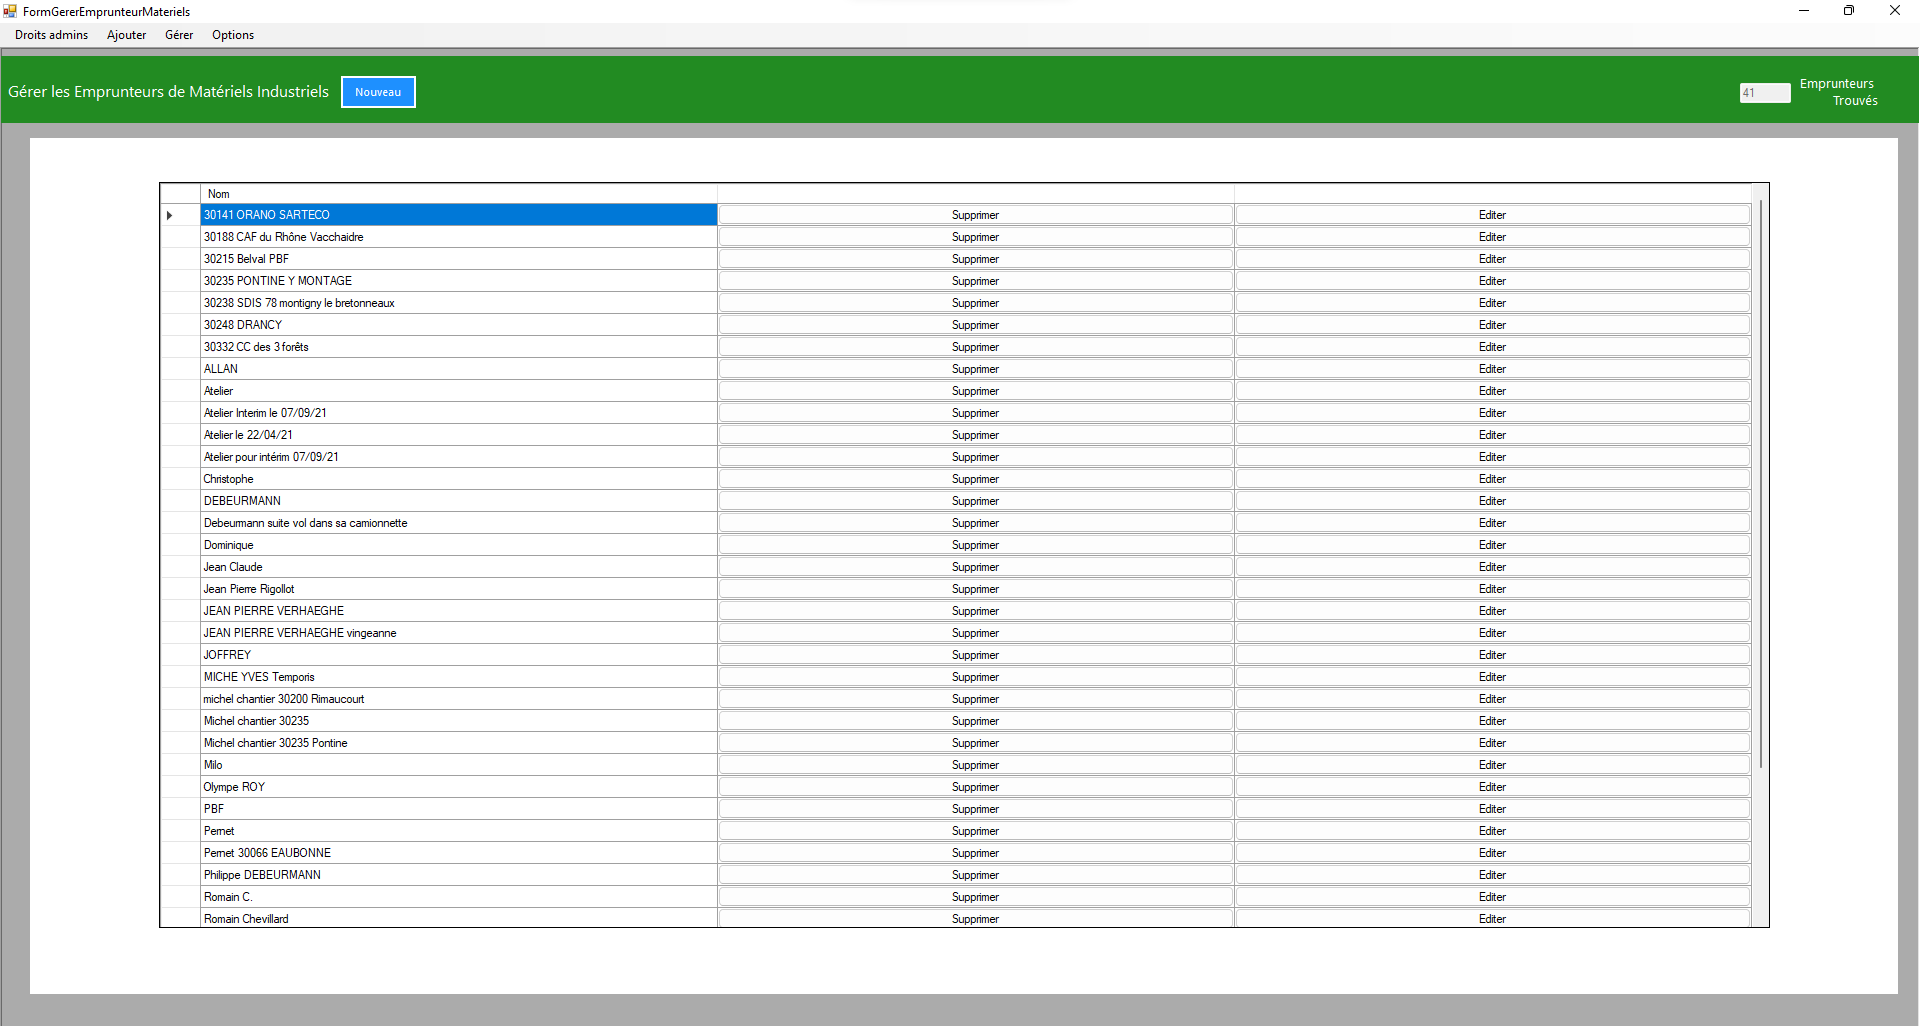 FormGererEmprunteurMateriels
Droits admins Ajouter Gérer Options
Gérer les Emprunteurs de Matériels Industriels Nouveau 41 Emprunteurs
Trouvés
Nom
30141 ORANO SARTECO Supprimer Editer
30188 CAF du Rhône Vacchaidre Supprimer Editer
30215 Belval PBF Supprimer Editer
30235 PONTINE Y MONTAGE Supprimer Editer
30238 SDIS 78 montigny le bretonneaux Supprimer Editer
30248 DRANCY Supprimer Editer
30332 CC des 3 forêts Supprimer Editer
ALLAN Supprimer Editer
Atelier Supprimer Editer
Atelier Interim le 07/09/21 Supprimer Editer
Atelier le 22/04/21 Supprimer Editer
Atelier pour intérim 07/09/21 Supprimer Editer
Christophe Supprimer Editer
DEBEURMANN Supprimer Editer
Debeurmann suite vol dans sa camionnette Supprimer Editer
Dominique Supprimer Editer
Jean Claude Supprimer Editer
Jean Pierre Rigollot Supprimer Editer
JEAN PIERRE VERHAEGHE Supprimer Editer
JEAN PIERRE VERHAEGHE vingeanne Supprimer Editer
JOFFREY Supprimer Editer
MICHE YVES Temporis Supprimer Editer
michel chantier 30200 Rimaucourt Supprimer Editer
Michel chantier 30235 Supprimer Editer
Michel chantier 30235 Pontine Supprimer Editer
Milo Supprimer Editer
Olympe ROY Supprimer Editer
PBF Supprimer Editer
Pernet Supprimer Editer
Pernet 30066 EAUBONNE Supprimer Editer
Philippe DEBEURMANN Supprimer Editer
Romain C. Supprimer Editer
Romain Chevillard Supprimer Editer